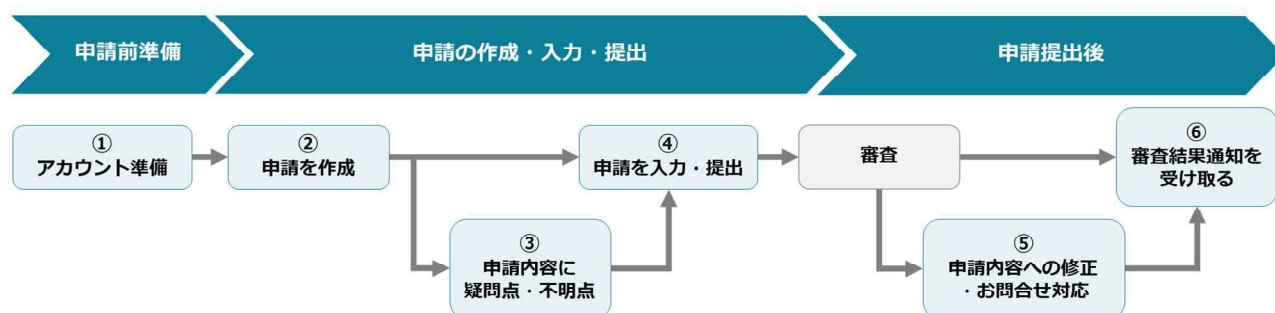 申請前準備
申請の作成・入力・提出
申請提出後
①
アカウント準備
②
申請を作成
③
申請内容に
疑問点・不明点
④
申請を入力・提出
審査
⑤
申請内容への修正
・お問合せ対応
⑥
審査結果通知を
受け取る